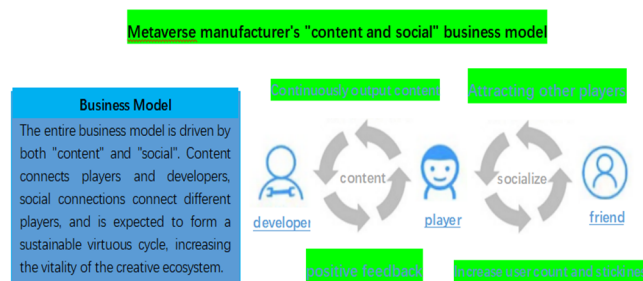 Metaverse manufacturer's "content and social" business model
Continuously output content
Attracting other players
Business Model
The entire business model is driven by
both "content" and "social". Content
connects players and developers,
social connections connect different
players, and is expected to form a
sustainable virtuous cycle, increasing
the vitality of the creative ecosystem.
content
socialize
developer
player
friend
positive feedback
Increase user count and stickines